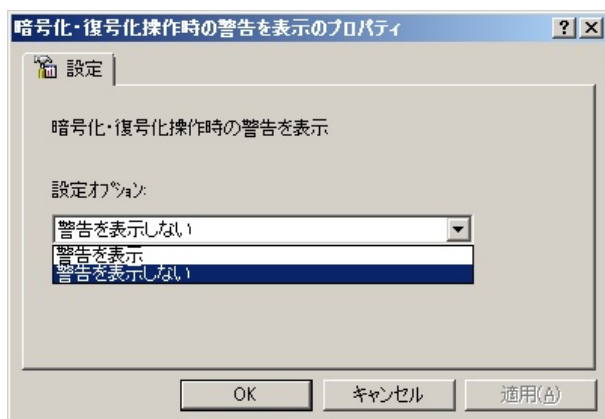 暗号化・復号化操作時の警告を表示のプロパティ
設定
暗号化・復号化操作時の警告を表示
設定オプション:
警告を表示しない
警告を表示
警告を表示しない
OK キャンセル 適用(A)